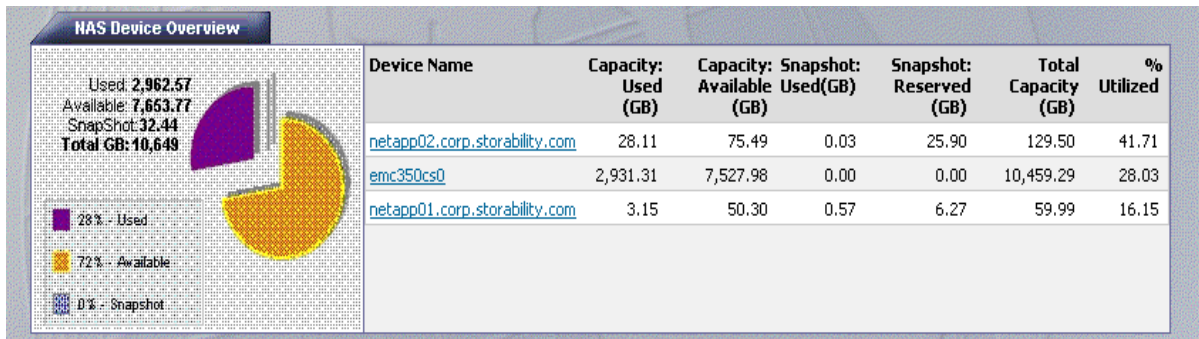 NAS Device Overview
Used: 2,962.57
Available: 7,653.77
SnapShot: 32.44
Total GB: 10,649
28% - Used
72% - Available
0% - Snapshot
Device Name Capacity: Used (GB) Capacity: Available (GB) Snapshot: Used(GB) Snapshot: Reserved (GB) Total Capacity (GB) % Utilized
netapp02.corp.storability.com 28.11 75.49 0.03 25.90 129.50 41.71
emc350cs0 2,931.31 7,527.98 0.00 0.00 10,459.29 28.03
netapp01.corp.storability.com 3.15 50.30 0.57 6.27 59.99 16.15